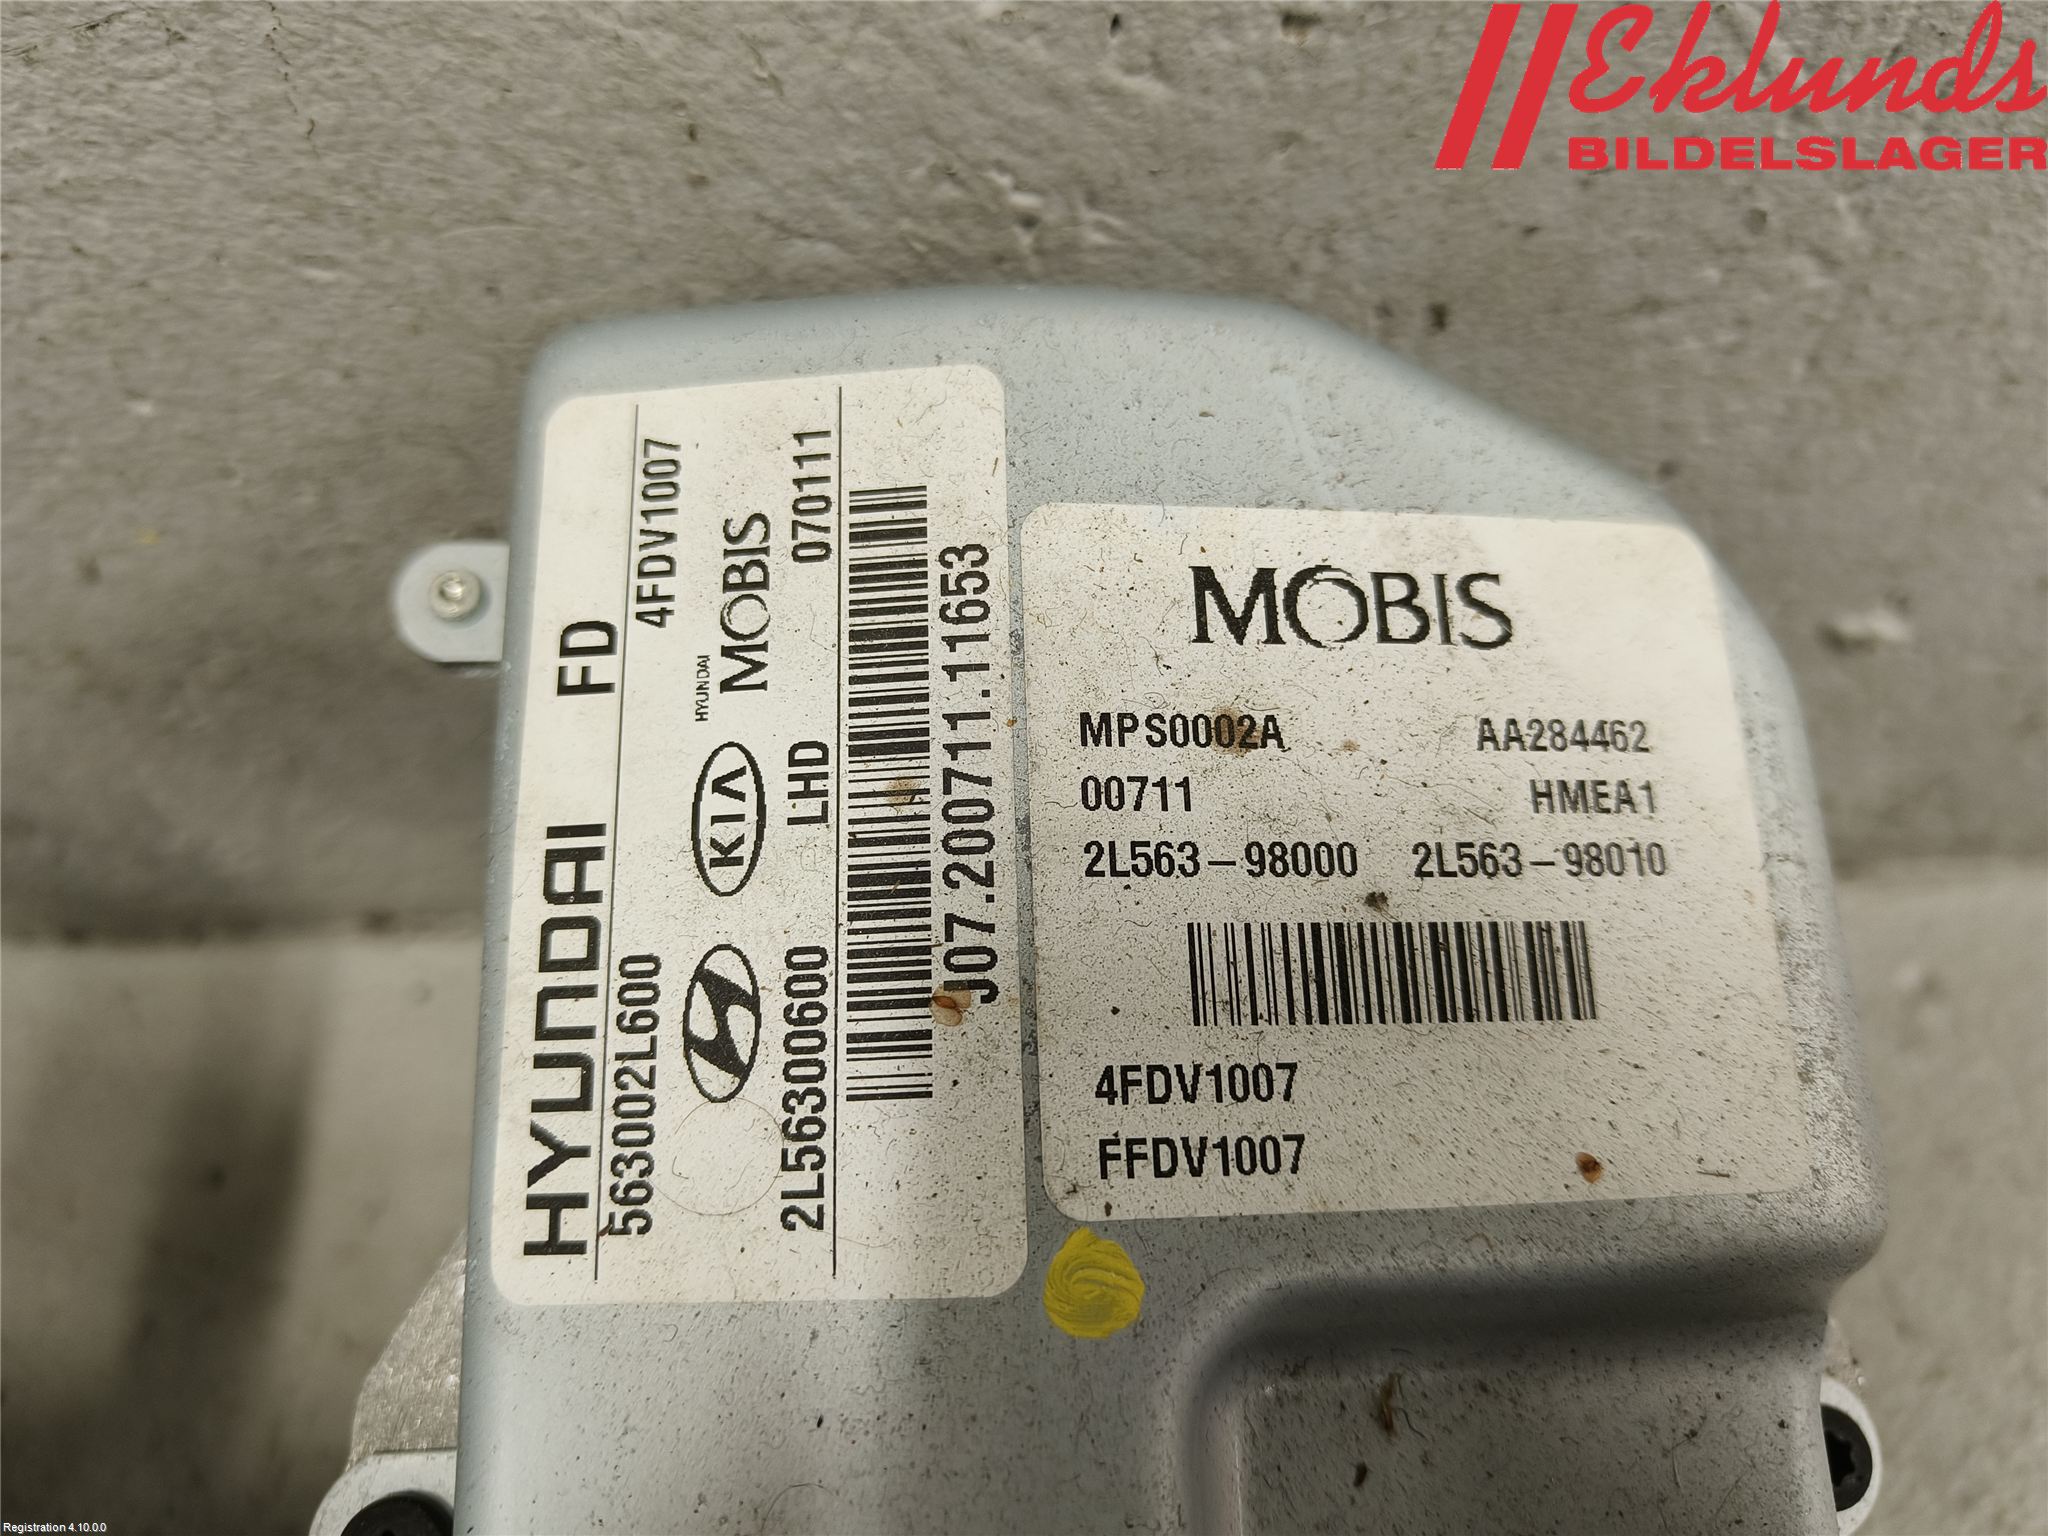 Eklunds
BILDELSLAGER
HYUNDAI FD
563002L600 4FDV1007
KIA HYUNDAI MOBIS
2L56300600 LHD 070111
J07.200711.11653
MOBIS
MPS0002A AA284462
00711 HMEA1
2L563-98000 2L563-98010
4FDV1007
FFDV1007
Registration 4.10.0.0